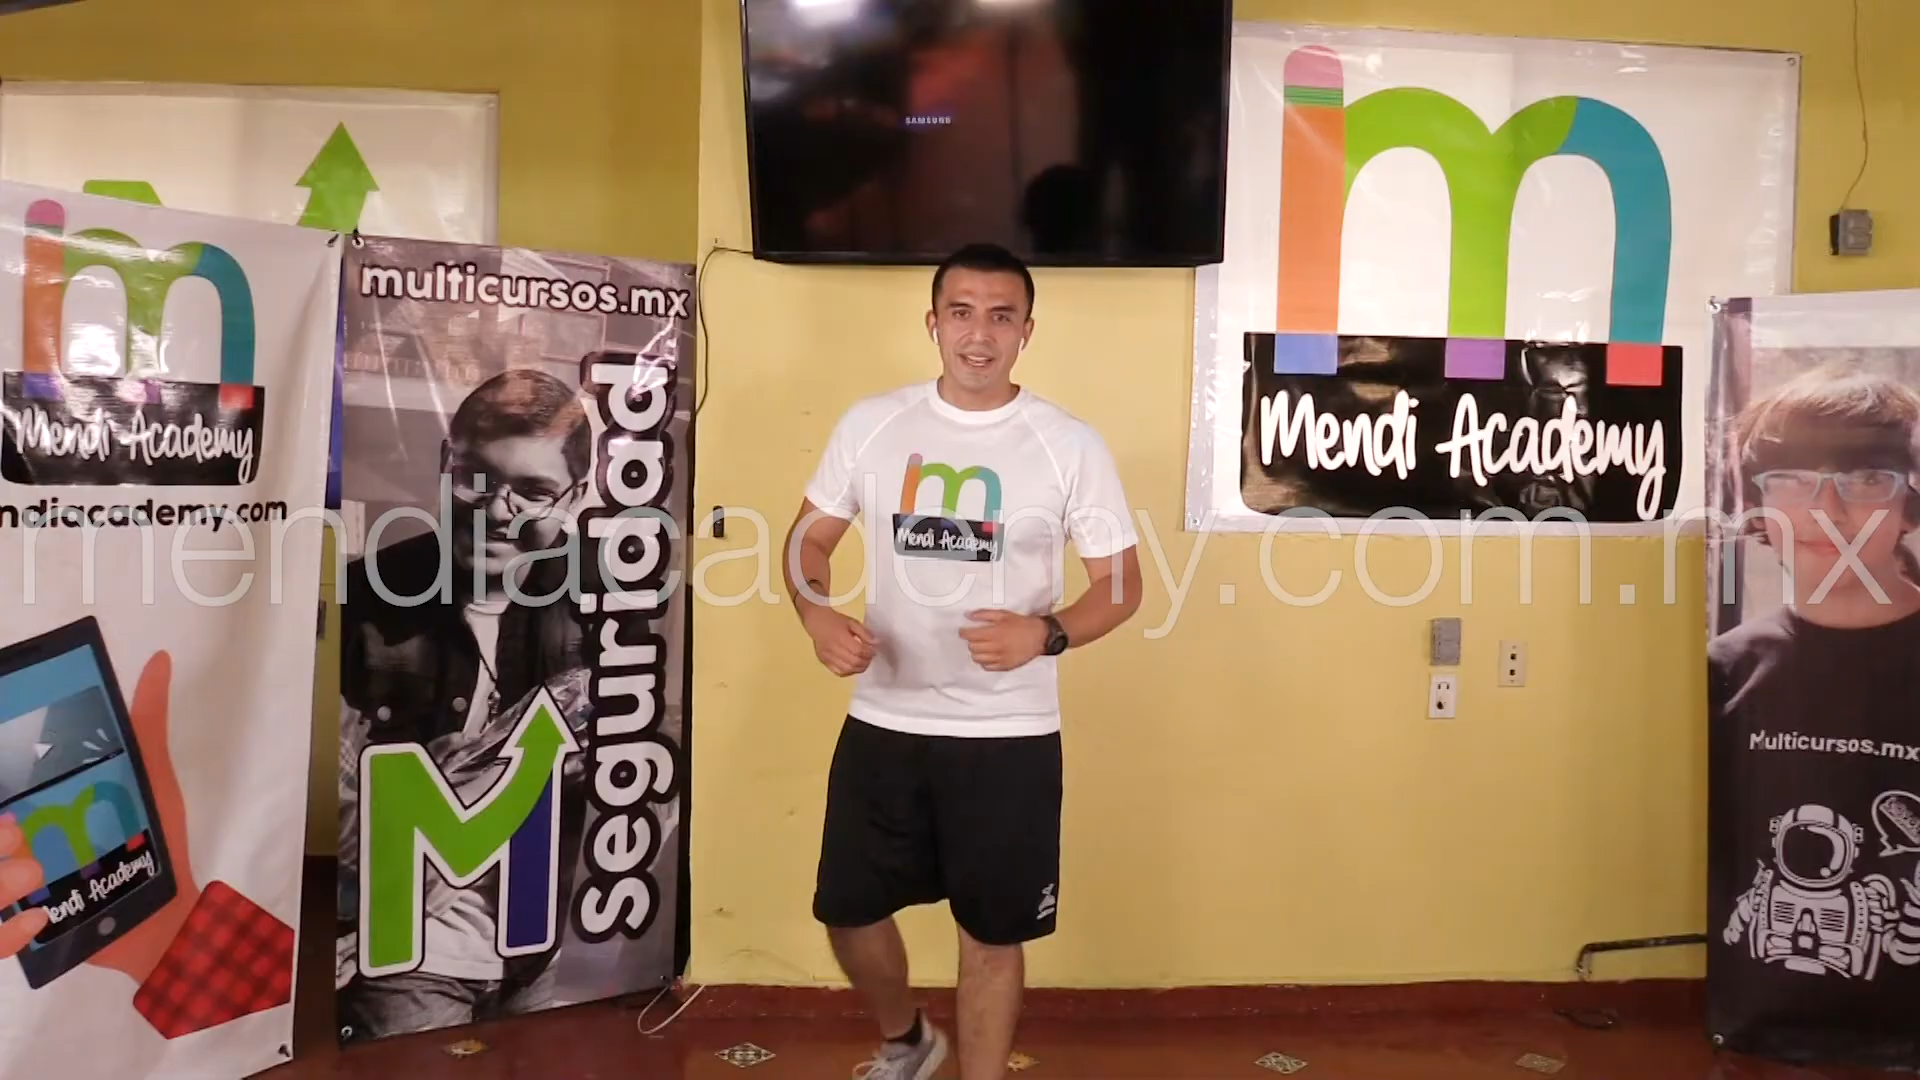 SAMSUNG
Mendi Academy
ndiacademy.com
Mendi Academy
multicursos.mx
Seguridad
M
Mendi Academy
Mendi Academy
Multicursos.mx
mendiacademy.com.mx